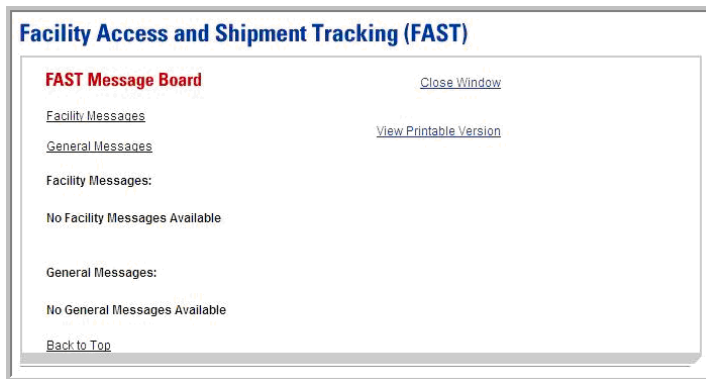 Facility Access and Shipment Tracking (FAST)
FAST Message Board
Close Window
Facility Messages
View Printable Version
General Messages
Facility Messages:
No Facility Messages Available
General Messages:
No General Messages Available
Back to Top